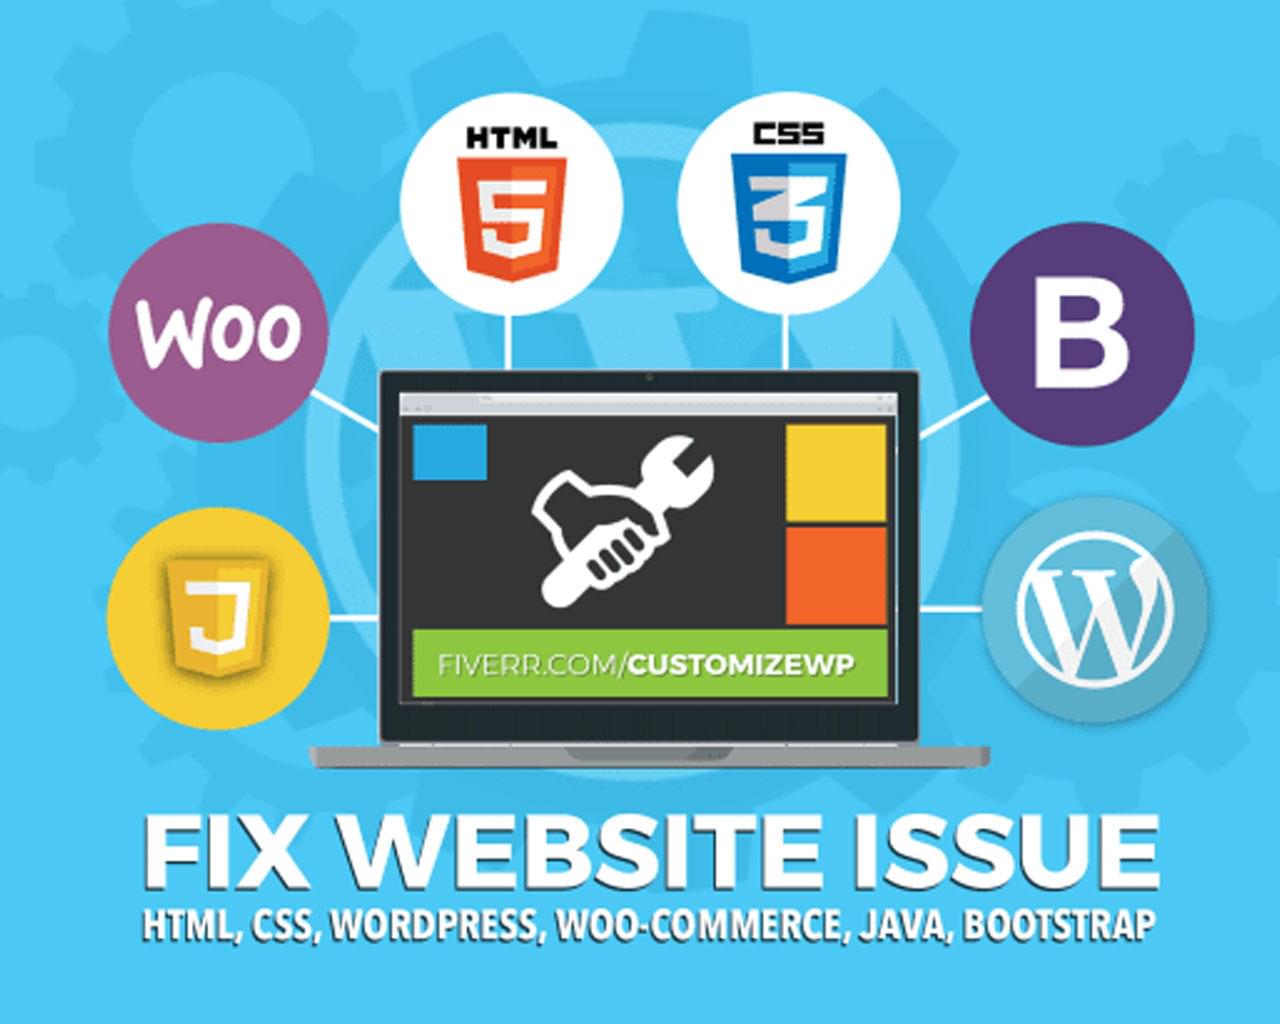 HTML
5
CSS
3
Woo
B
J
W
FIVERR.COM/CUSTOMIZEWP
FIX WEBSITE ISSUE
HTML, CSS, WORDPRESS, WOO-COMMERCE, JAVA, BOOTSTRAP